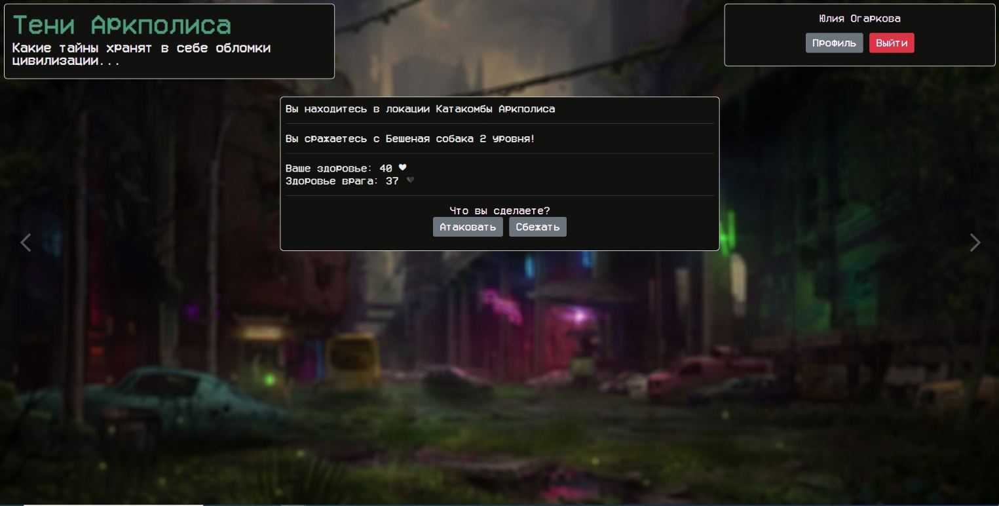 Тени Аркполиса
Какие тайны хранят в себе обломки
цивилизации...
Юлия Огаркова
Профиль Выйти
Вы находитесь в локации Катакомбы Аркполиса
Вы сражаетесь с Бешеная собака 2 уровня!
Ваше здоровье: 40 ♥
Здоровье врага: 37 ♥
Что вы сделаете?
Атаковать Сбежать